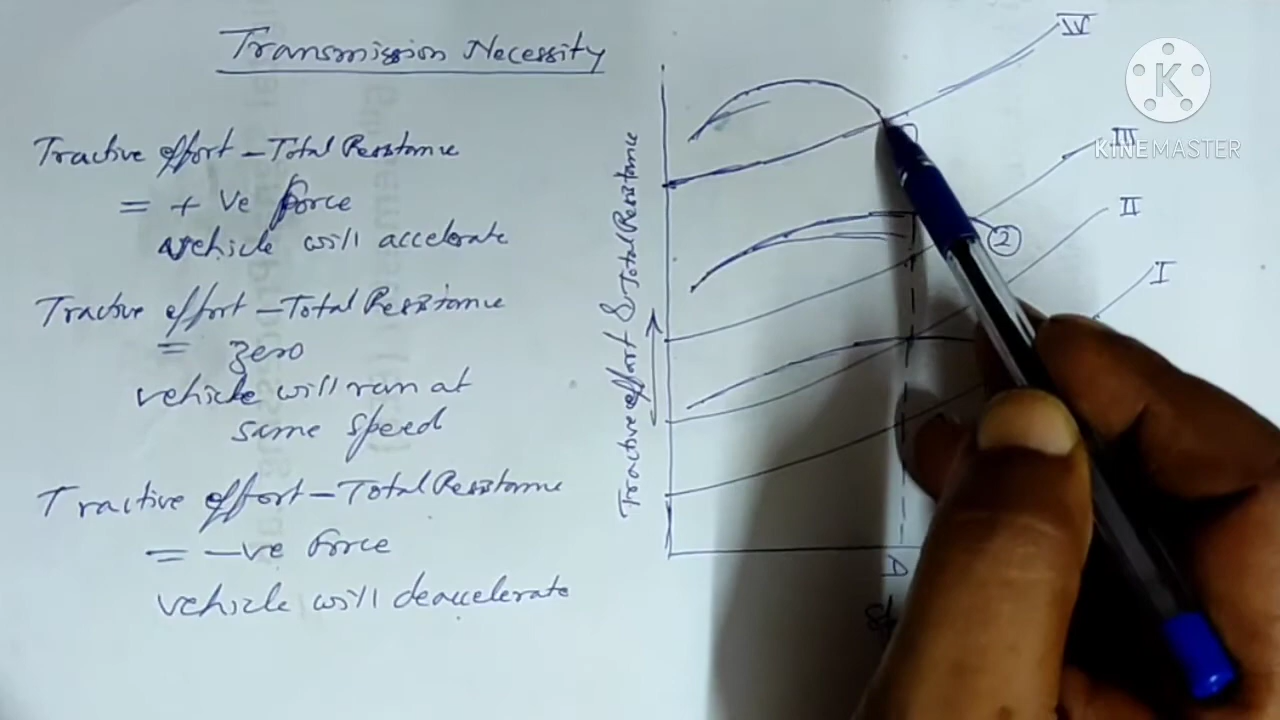 Transmission Necessity
Tractive effort - Total Resistance
= + ve force
vehicle will accelerate
Tractive effort - Total Resistance
= zero
vehicle will run at
same speed
Tractive effort - Total Resistance
= -ve Force
vehicle will deaccelerate
Tractive effort & Total Resistance
IV
III
II
I
2
A
K
KINEMASTER